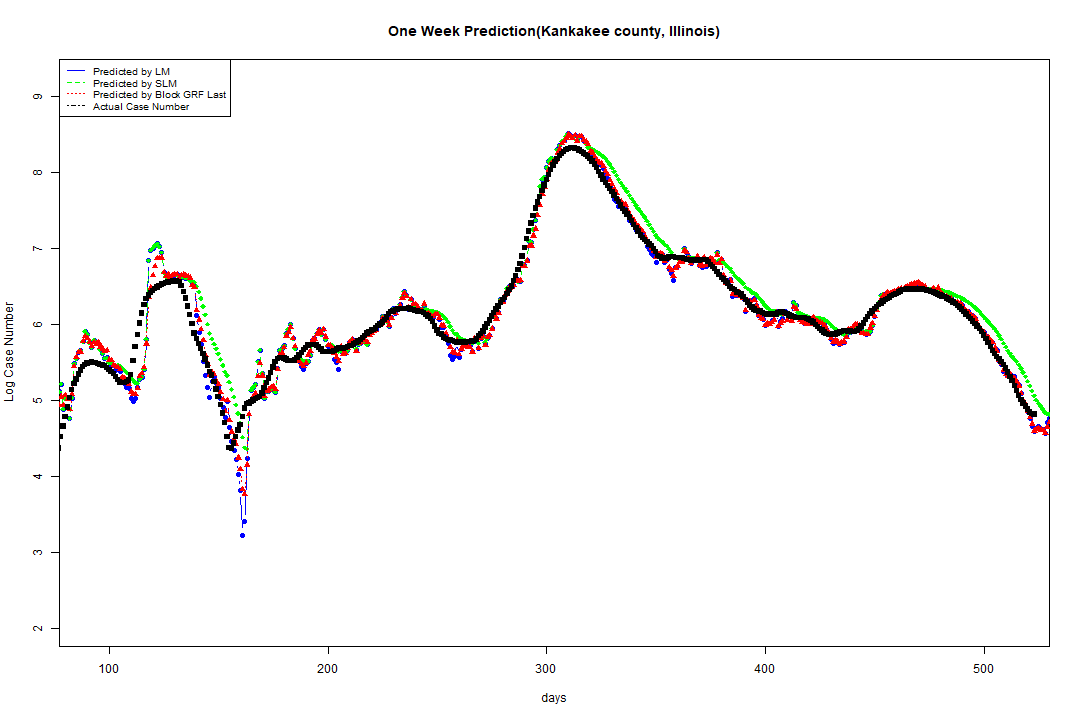 One Week Prediction(Kankakee county, Illinois)
Predicted by LM
Predicted by SLM
Predicted by Block GRF Last
Actual Case Number
Log Case Number
9
8
7
6
5
4
3
2
100 200 300 400 500
days